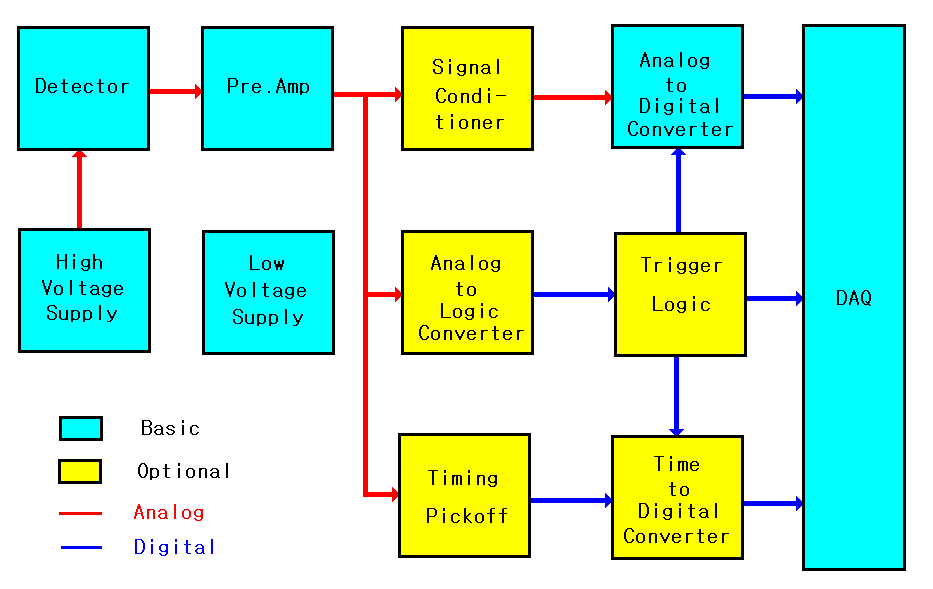 Detector
Pre.Amp
Signal
Condi-
tioner
Analog
to
Digital
Converter
High
Voltage
Supply
Low
Voltage
Supply
Analog
to
Logic
Converter
Trigger
Logic
DAQ
Timing
Pickoff
Time
to
Digital
Converter
Basic
Optional
Analog
Digital